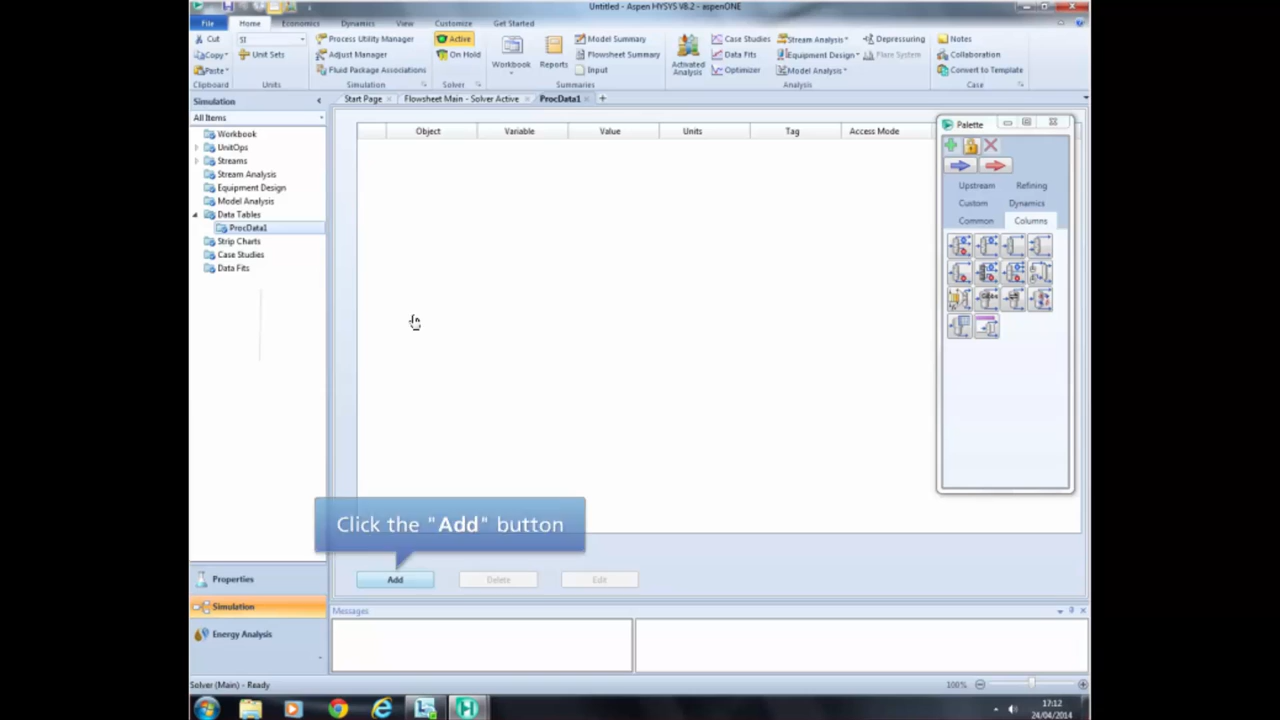 Untitled - Aspen HYSYS V8.2 - aspenONE
File Home Economics Dynamics View Customize Get Started
Cut SI Process Utility Manager Active Model Summary Case Studies Stream Analysis Depressuring Notes
Copy Unit Sets Adjust Manager On Hold Workbook Reports Flowsheet Summary Activated Analysis Data Fits Equipment Design Flare System Collaboration
Paste Fluid Package Associations Input Optimizer Model Analysis Convert to Template
Clipboard Units Simulation Solver Summaries Analysis Case
Simulation Start Page Flowsheet Main - Solver Active ProcData1
All Items
Workbook
UnitOps
Streams
Stream Analysis
Equipment Design
Model Analysis
Data Tables
ProcData1
Strip Charts
Case Studies
Data Fits
Object Variable Value Units Tag Access Mode
Palette
Upstream Refining
Custom Dynamics
Common Columns
Click the "Add" button
Add Delete Edit
Properties
Simulation
Energy Analysis
Messages
Solver (Main) - Ready 100%
17:12
24/04/2014